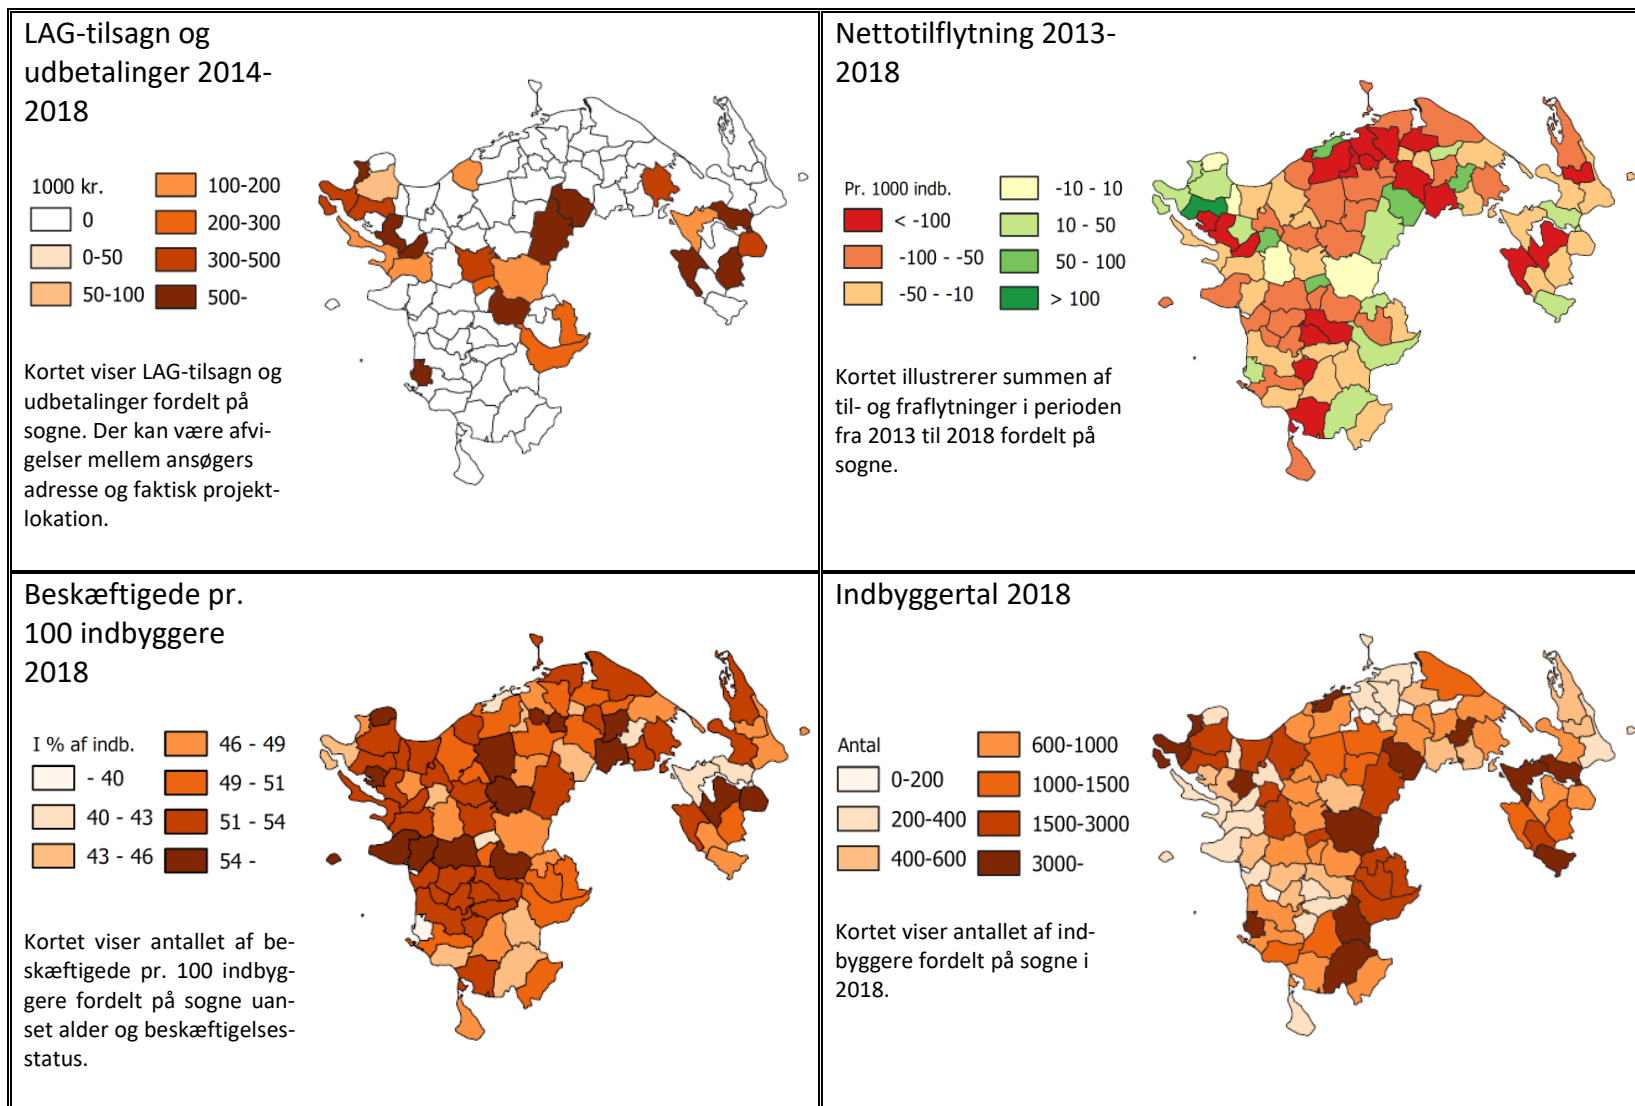 LAG-tilsagn og
udbetalinger 2014-
2018
1000 kr.
0
0-50
50-100
100-200
200-300
300-500
500-
Kortet viser LAG-tilsagn og
udbetalinger fordelt på
sogne. Der kan være afvi-
gelser mellem ansøgers
adresse og faktisk projekt-
lokation.
Nettotilflytning 2013-
2018
Pr. 1000 indb.
< -100
-100 - -50
-50 - -10
-10 - 10
10 - 50
50 - 100
> 100
Kortet illustrerer summen af
til- og fraflytninger i perioden
fra 2013 til 2018 fordelt på
sogne.
Beskæftigede pr.
100 indbyggere
2018
I % af indb.
- 40
40 - 43
43 - 46
46 - 49
49 - 51
51 - 54
54 -
Kortet viser antallet af be-
skæftigede pr. 100 indbyg-
gere fordelt på sogne uan-
set alder og beskæftigelses-
status.
Indbyggertal 2018
Antal
0-200
200-400
400-600
600-1000
1000-1500
1500-3000
3000-
Kortet viser antallet af ind-
byggere fordelt på sogne i
2018.